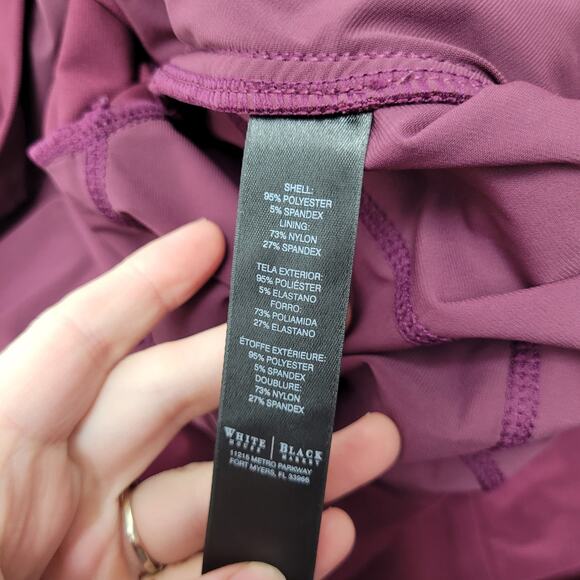 SHELL:
95% POLYESTER
5% SPANDEX
LINING:
73% NYLON
27% SPANDEX
TELA EXTERIOR:
95% POLIÉSTER
5% ELASTANO
FORRO:
73% POLIAMIDA
27% ELASTANO
ÉTOFFE EXTÉRIEURE:
95% POLYESTER
5% SPANDEX
DOUBLURE:
73% NYLON
27% SPANDEX
WHITE HOUSE | BLACK MARKET
11215 METRO PARKWAY
FORT MYERS, FL 33966